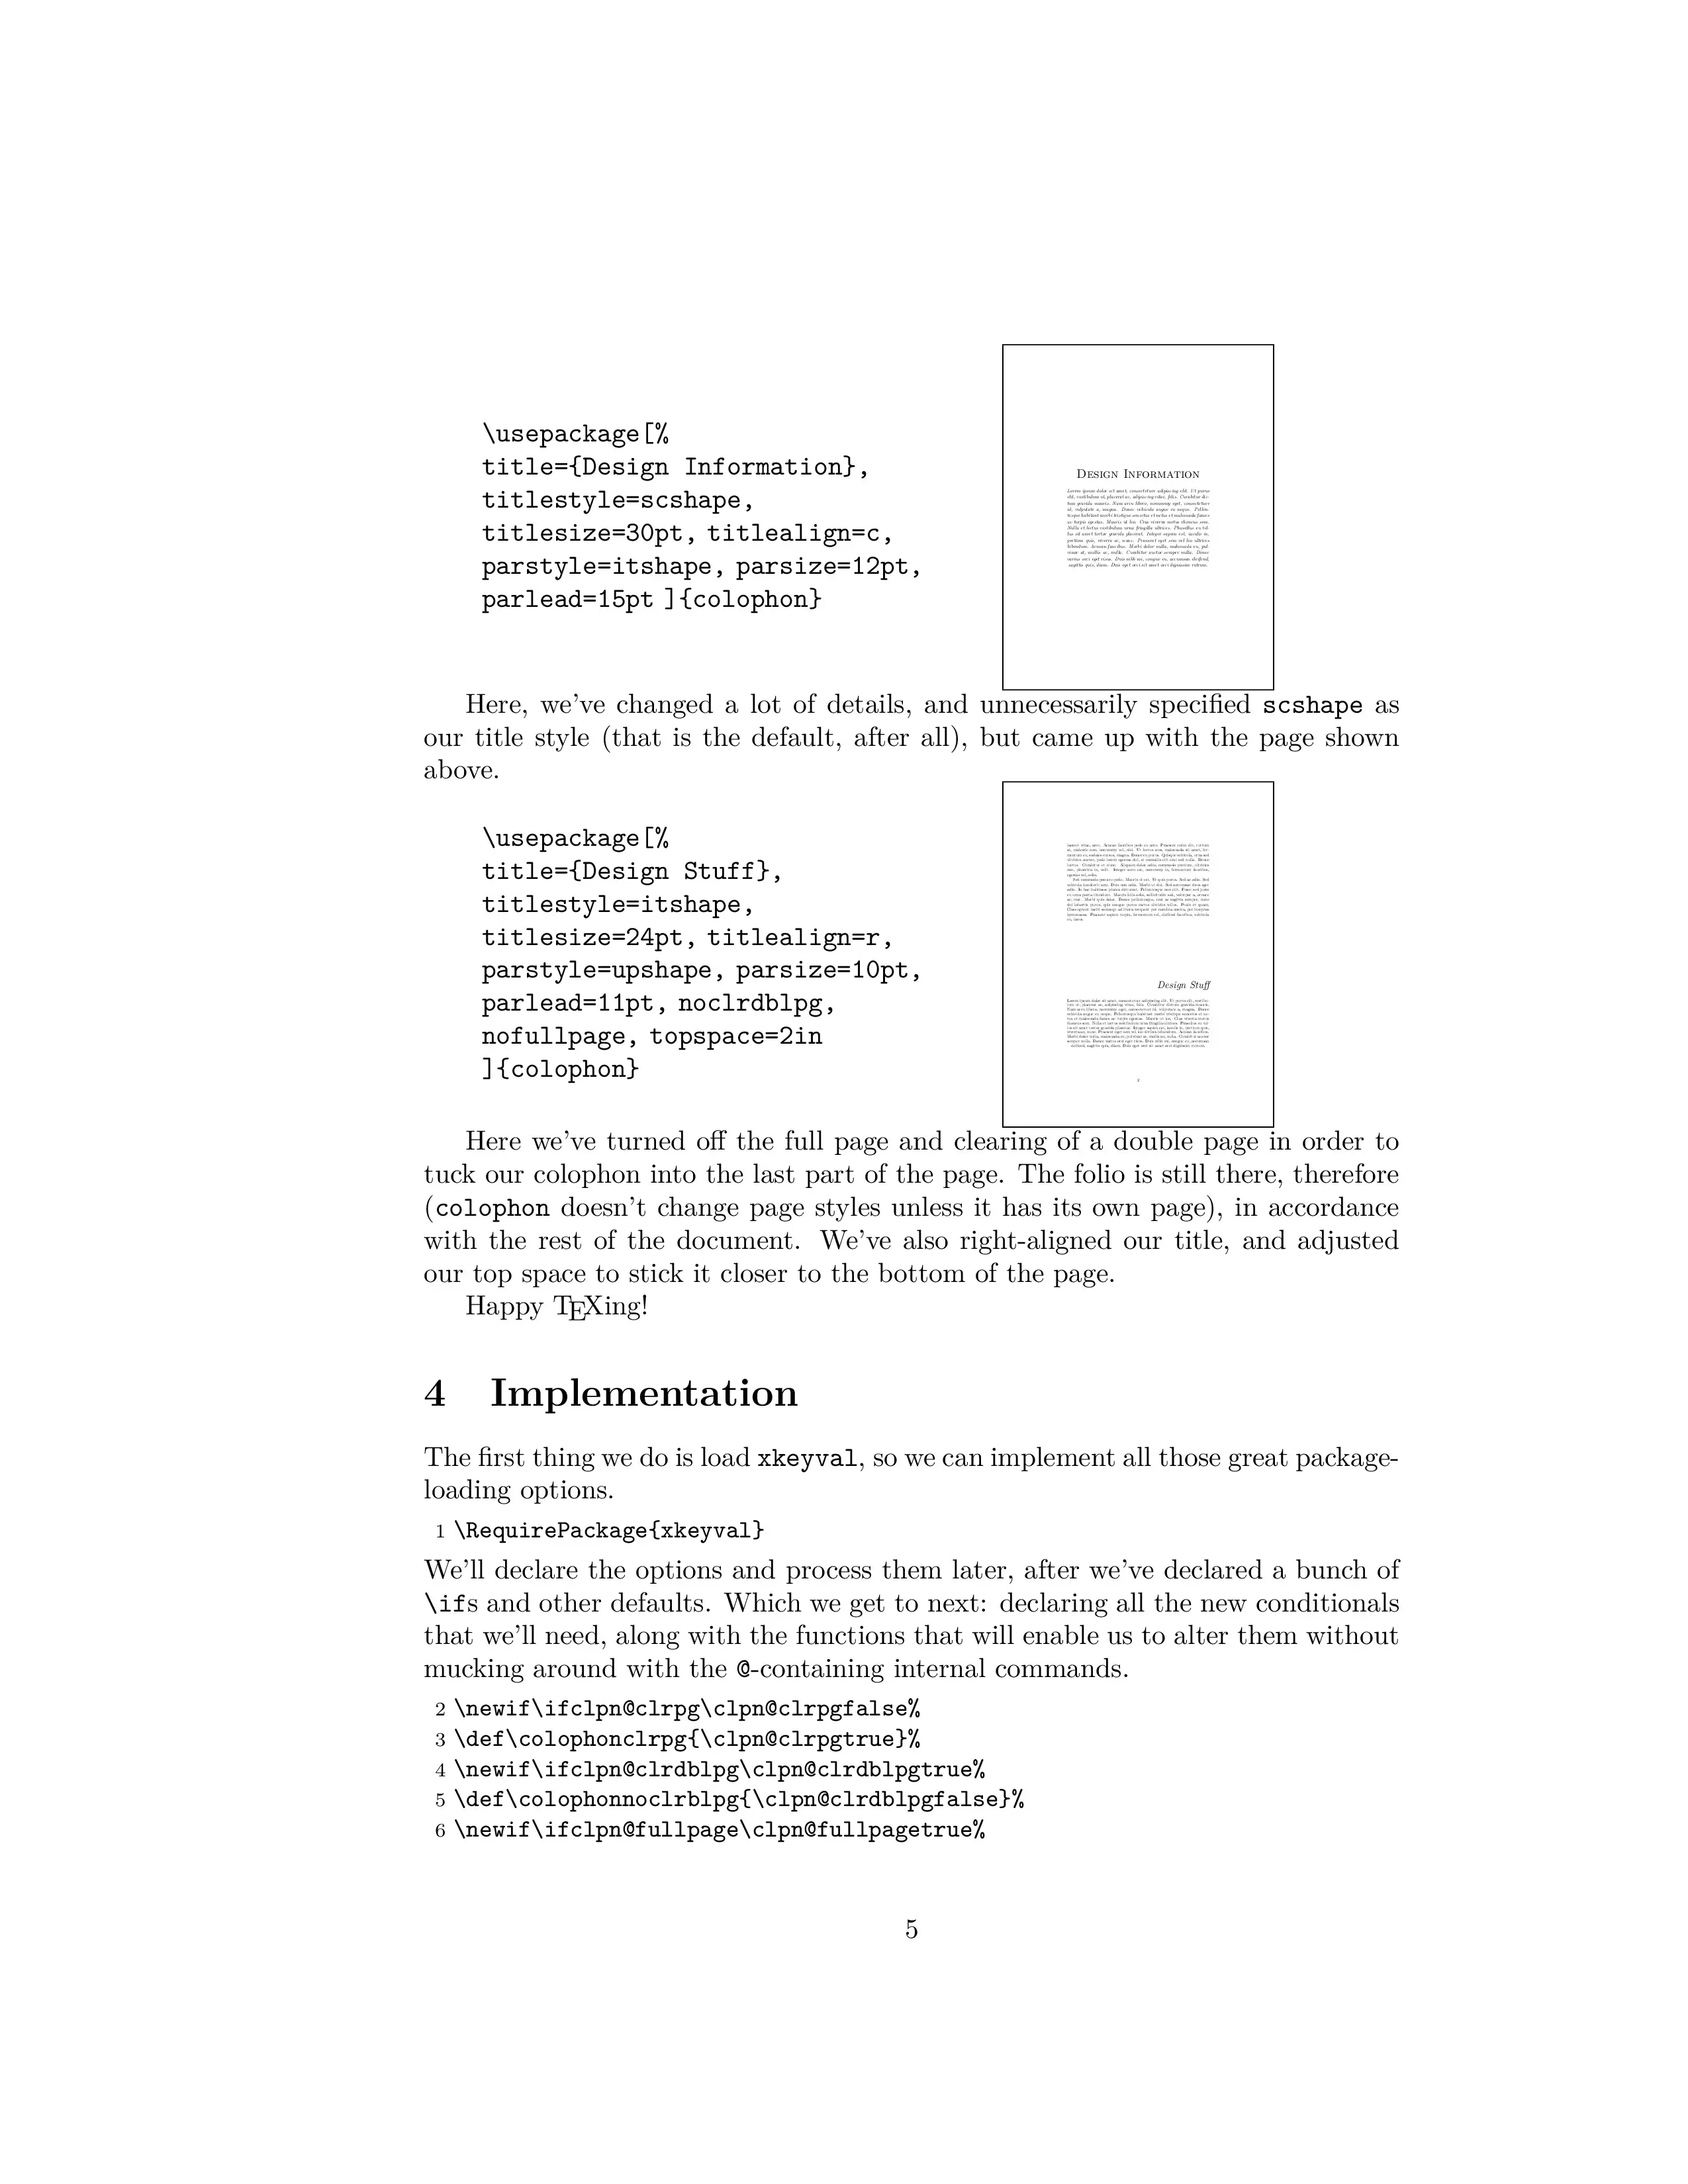 \usepackage[%
title={Design Information},
titlestyle=scshape,
titlesize=30pt, titlealign=c,
parstyle=itshape, parsize=12pt,
parlead=15pt ]{colophon}
Design Information
Here, we've changed a lot of details, and unnecessarily specified scshape as
our title style (that is the default, after all), but came up with the page shown
above.
\usepackage[%
title={Design Stuff},
titlestyle=itshape,
titlesize=24pt, titlealign=r,
parstyle=upshape, parsize=10pt,
parlead=11pt, noclrdblpg,
nofullpage, topspace=2in
]{colophon}
Design Stuff
Here we've turned off the full page and clearing of a double page in order to
tuck our colophon into the last part of the page. The folio is still there, therefore
(colophon doesn't change page styles unless it has its own page), in accordance
with the rest of the document. We've also right-aligned our title, and adjusted
our top space to stick it closer to the bottom of the page.
Happy TEXing!
4 Implementation
The first thing we do is load xkeyval, so we can implement all those great package-
loading options.
1 \RequirePackage{xkeyval}
We'll declare the options and process them later, after we've declared a bunch of
\ifs and other defaults. Which we get to next: declaring all the new conditionals
that we'll need, along with the functions that will enable us to alter them without
mucking around with the @-containing internal commands.
2 \newif\ifclpn@clrpg\clpn@clrpgfalse%
3 \def\colophonclrpg{\clpn@clrpgtrue}%
4 \newif\ifclpn@clrdblpg\clpn@clrdblpgtrue%
5 \def\colophonnoclrblpg{\clpn@clrdblpgfalse}%
6 \newif\ifclpn@fullpage\clpn@fullpagetrue%
5